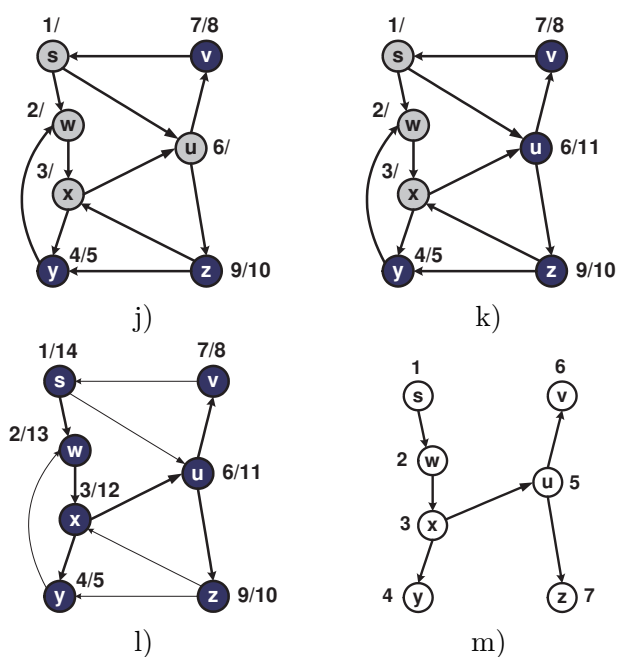 1/ 7/8
s v
2/
w
u 6/
3/
x
4/5
y z 9/10
j)
1/ 7/8
s v
2/
w
u 6/11
3/
x
4/5
y z 9/10
k)
1/14 7/8
s v
2/13
w
u 6/11
3/12
x
4/5
y z 9/10
l)
1 6
s v
2 w
u 5
3 x
4 y z 7
m)